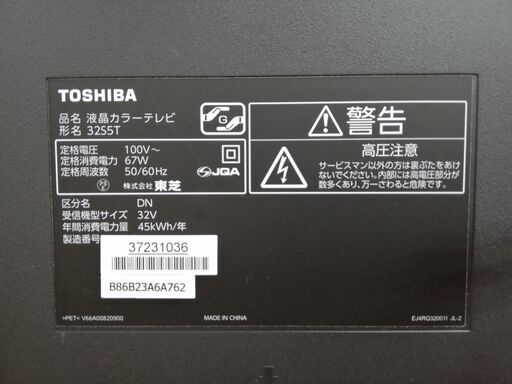 TOSHIBA
品名 液晶カラーテレビ
形名 32S5T
定格電圧 100V～
定格消費電力 67W
定格周波数 50/60Hz
株式会社 東芝
G
JQA
区分名 DN
受信機型サイズ 32V
年間消費電力量 45kWh/年
製造番号
37231036
B86B23A6A762
警告
高圧注意
サービスマン以外の方は裏ぶたをあけ
ないでください。内部には高電圧部分が
数多くあり、万一さわると危険です。
>PET< V66A00820900
MADE IN CHINA
EJ4RQ32001I JL-2